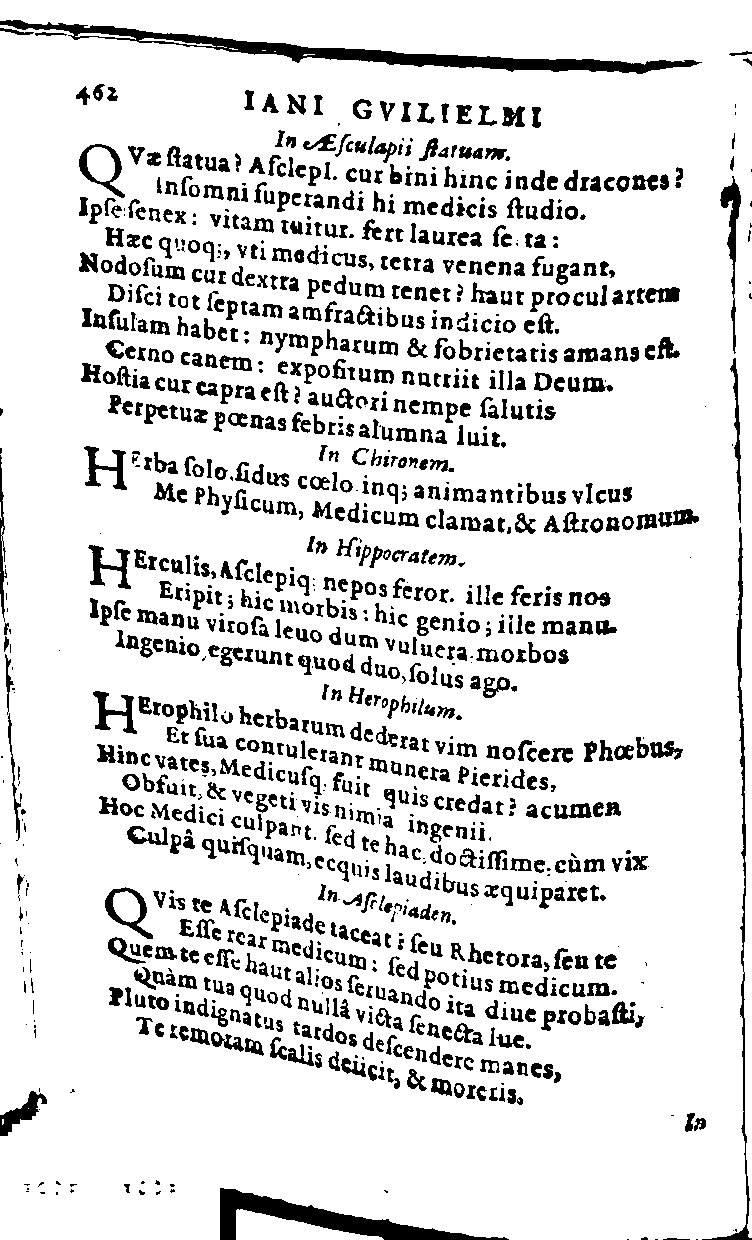 462 IANI GVILIELMI
In Æſculapii ſtatuam.
QVæ ſtatua? Aſclepl. cur bini hinc inde dracones?
Inſomni ſuperandi hi medicis ſtudio.
Ipſe ſenex: vitam tuitur. fert laurea ſerta:
Hæc quoq;, vti medicus, tetra venena fugant,
Nodoſum cur dextra pedum tenet? haut procul artem
Diſci tot ſeptam amfractibus indicio eſt.
Inſulam habet: nympharum & ſobrietatis amans eſt.
Cerno canem: expoſitum nutriit illa Deum.
Hoſtia cur capra eſt? auctori nempe ſalutis
Perpetuæ pœnas febris alumna luit.
In Chironem.
HErba ſolo, ſidus cœlo inq; animantibus vlcus
Me Phyſicum, Medicum clamat, & Aſtronomum.
In Hippocratem.
HErculis, Aſclepiq; nepos feror. ille feris nos
Eripit; hic morbis: hic genio; ille manu.
Ipſe manu viroſa leuo dum vulnera, morbos
Ingenio, egerunt quod duo, ſolus ago.
In Herophilum.
HErophilo herbarum dederat vim noſcere Phœbus,
Et ſua contulerant munera Pierides,
Hinc vates, Medicuſq. fuit quis credat? acumen
Obfuit, & vegeti vis nimia ingenii.
Hoc Medici culpant. ſed te hac, doctiſſime, cùm vix
Culpâ quiſquam, ecquis laudibus æquiparet.
In Aſclepiaden.
QVis te Aſclepiade taceat? ſeu Rhetora, ſeu te
Eſſe rear medicum: ſed potius medicum.
Quem te eſſe haut alios ſeruando ita diue probaſti,
Quàm tua quod nullâ victa ſenecta lue.
Pluto indignatus tardos deſcendere manes,
Te remoram ſcalis deiicit, & moreris,
In